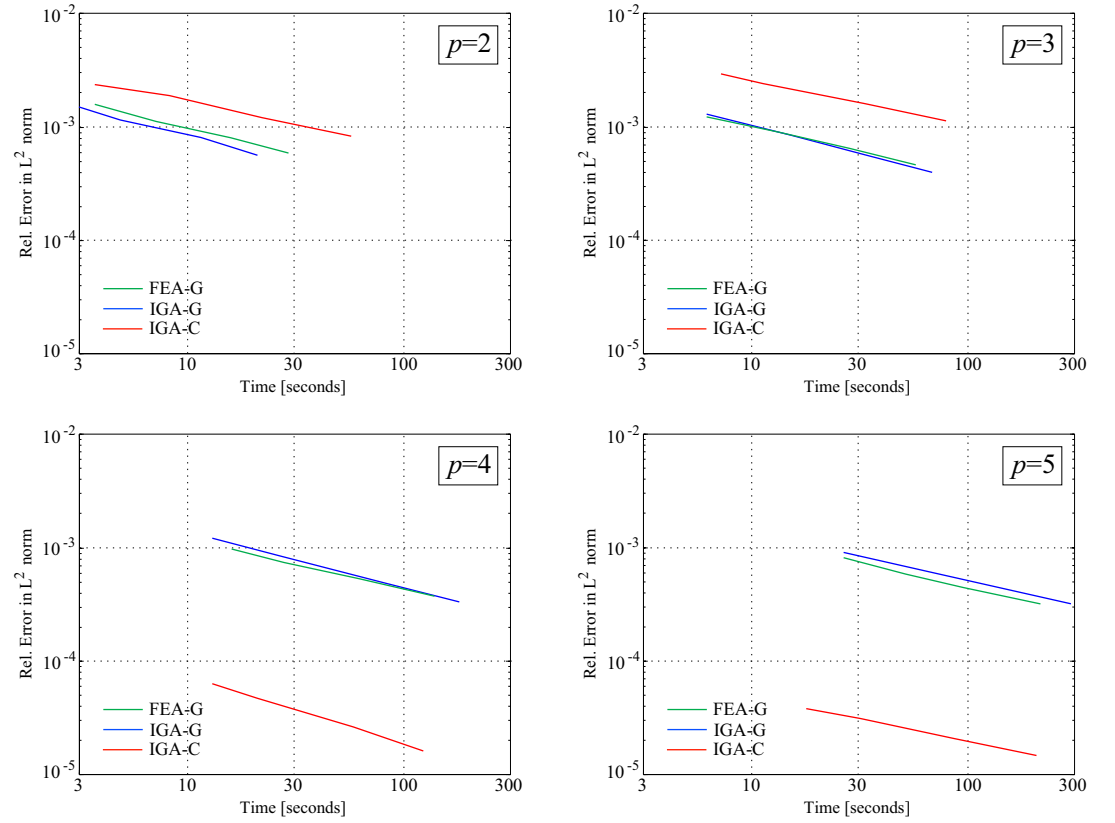 10^-2
p=2
10^-3
Rel. Error in L^2 norm
10^-4
FEA-G
IGA-G
IGA-C
10^-5
3
10
30
100
300
Time [seconds]
10^-2
p=3
10^-3
Rel. Error in L^2 norm
10^-4
FEA-G
IGA-G
IGA-C
10^-5
3
10
30
100
300
Time [seconds]
10^-2
p=4
10^-3
Rel. Error in L^2 norm
10^-4
FEA-G
IGA-G
IGA-C
10^-5
3
10
30
100
300
Time [seconds]
10^-2
p=5
10^-3
Rel. Error in L^2 norm
10^-4
FEA-G
IGA-G
IGA-C
10^-5
3
10
30
100
300
Time [seconds]